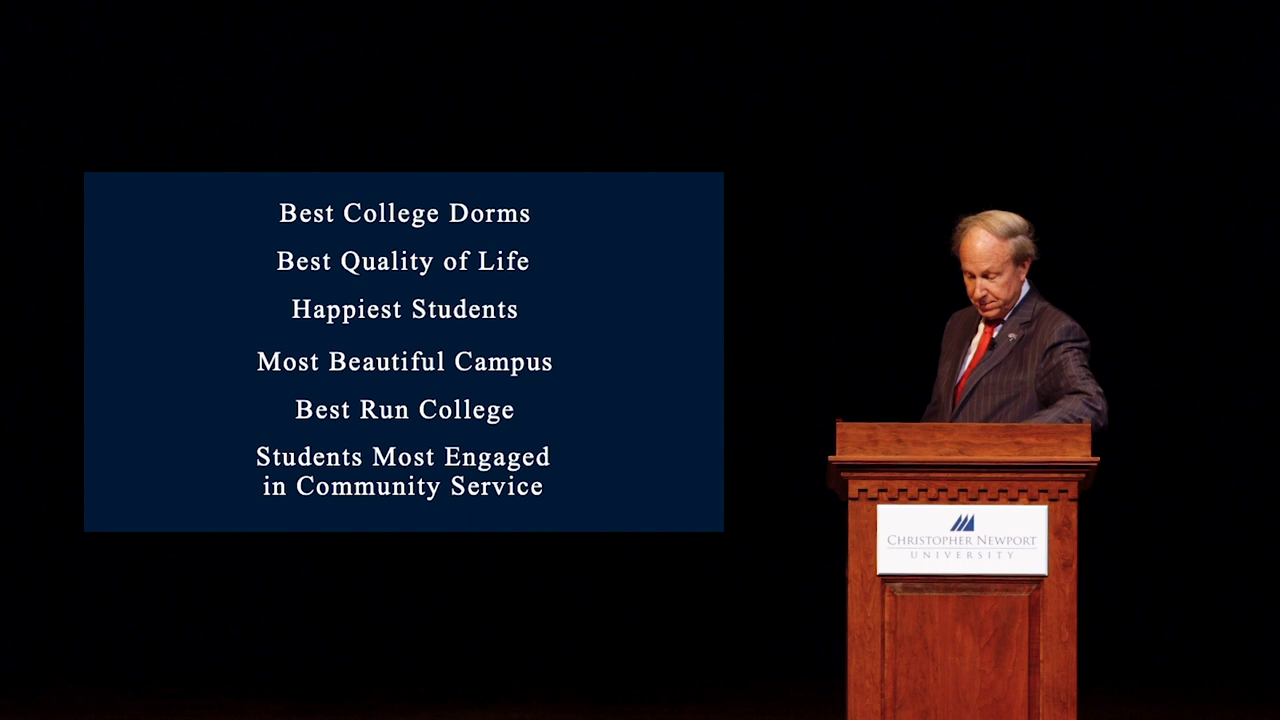 Best College Dorms
Best Quality of Life
Happiest Students
Most Beautiful Campus
Best Run College
Students Most Engaged
in Community Service
CHRISTOPHER NEWPORT
UNIVERSITY